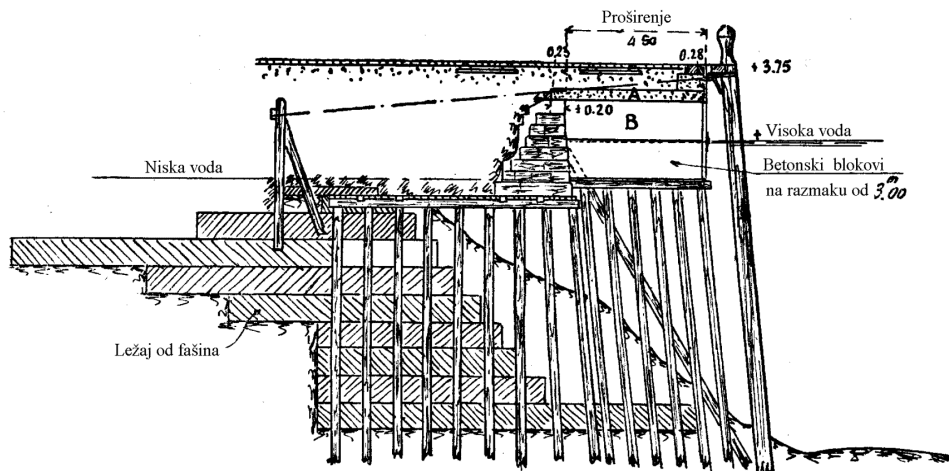 Proširenje
4 50
0.25
0.28
+ 3.75
A
+ 0.20
B
Visoka voda
Niska voda
Betonski blokovi
na razmaku od 3.00 m
Ležaj od fašina